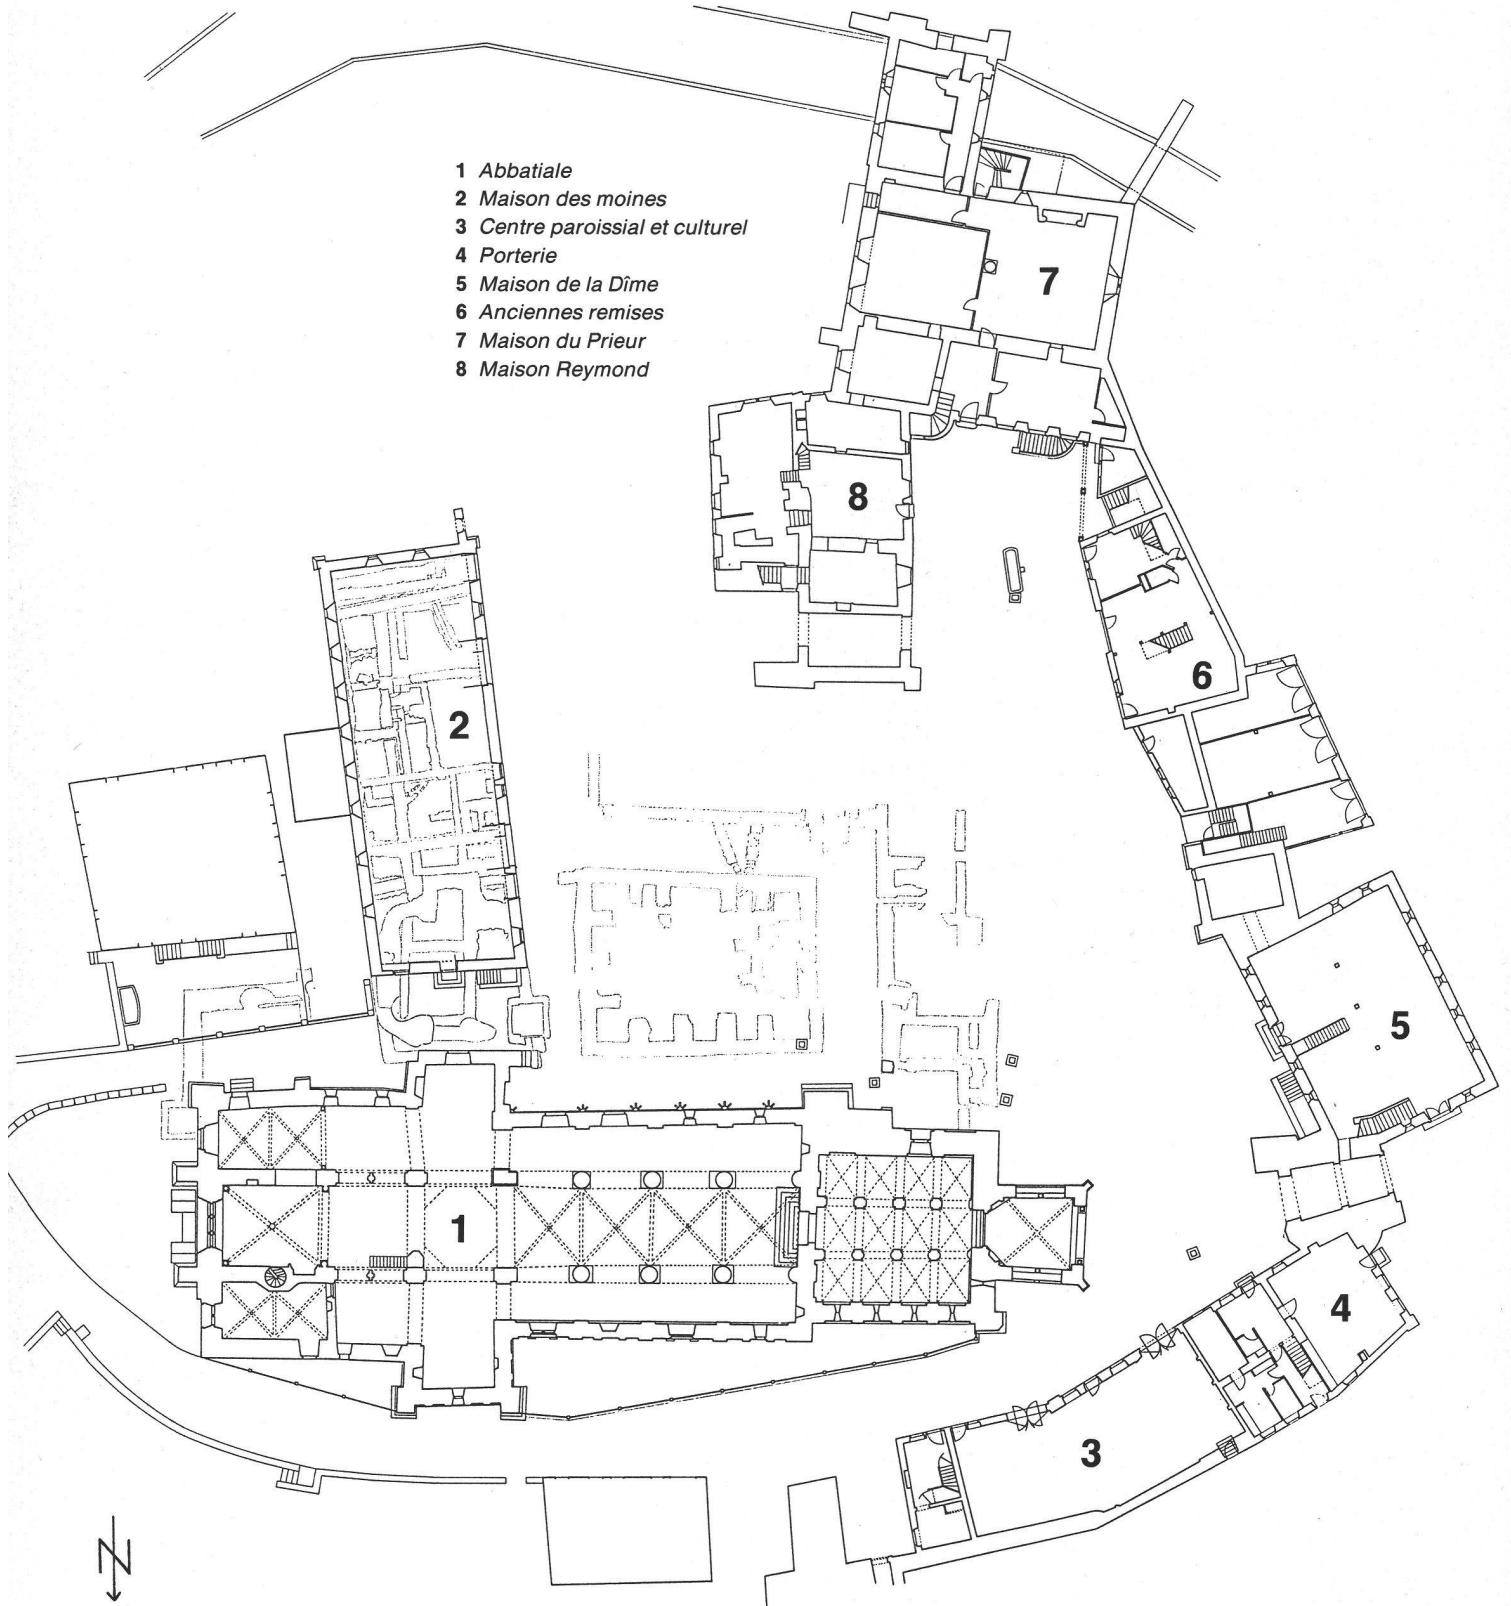 1 Abbatiale
2 Maison des moines
3 Centre paroissial et culturel
4 Porterie
5 Maison de la Dîme
6 Anciennes remises
7 Maison du Prieur
8 Maison Reymond
7
8
6
2
5
1
4
3
N